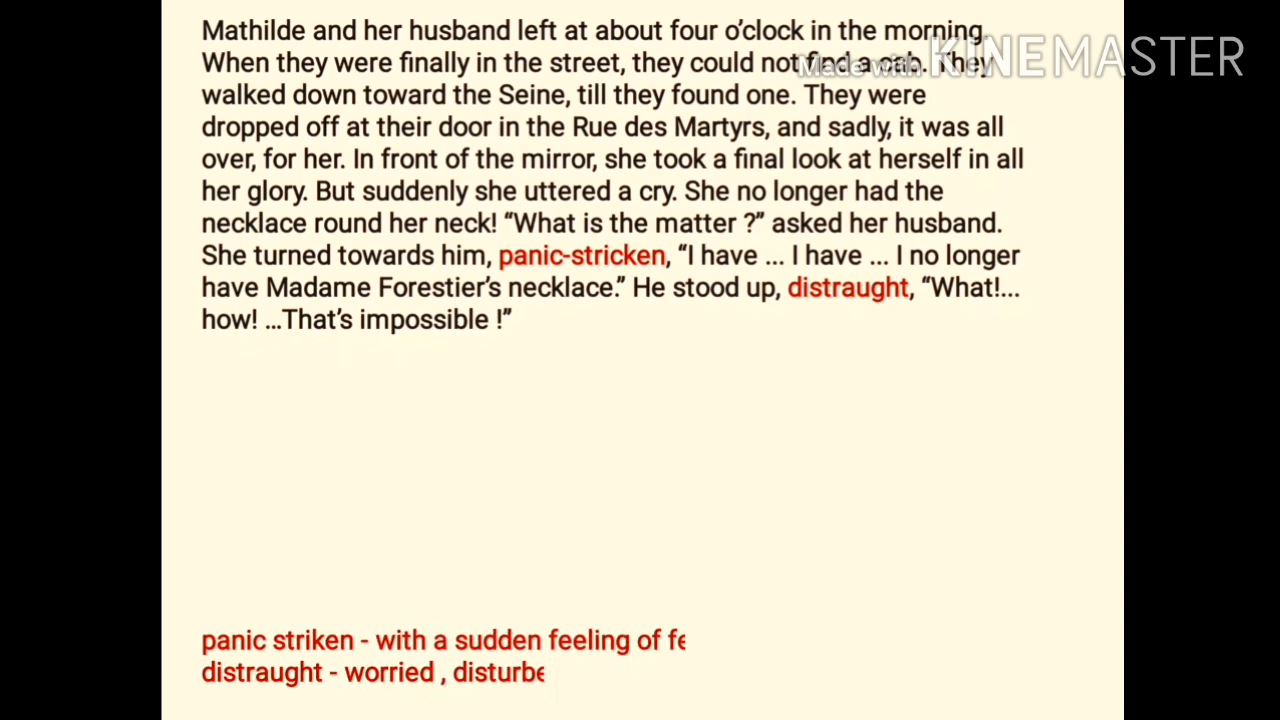 Mathilde and her husband left at about four o’clock in the morning.
Made with KINEMASTER
When they were finally in the street, they could not find a cab. They
walked down toward the Seine, till they found one. They were
dropped off at their door in the Rue des Martyrs, and sadly, it was all
over, for her. In front of the mirror, she took a final look at herself in all
her glory. But suddenly she uttered a cry. She no longer had the
necklace round her neck! “What is the matter ?” asked her husband.
She turned towards him, panic-stricken, “I have ... I have ... I no longer
have Madame Forestier’s necklace.” He stood up, distraught, “What!...
how! ...That’s impossible !”
panic striken - with a sudden feeling of fe
distraught - worried , disturbe